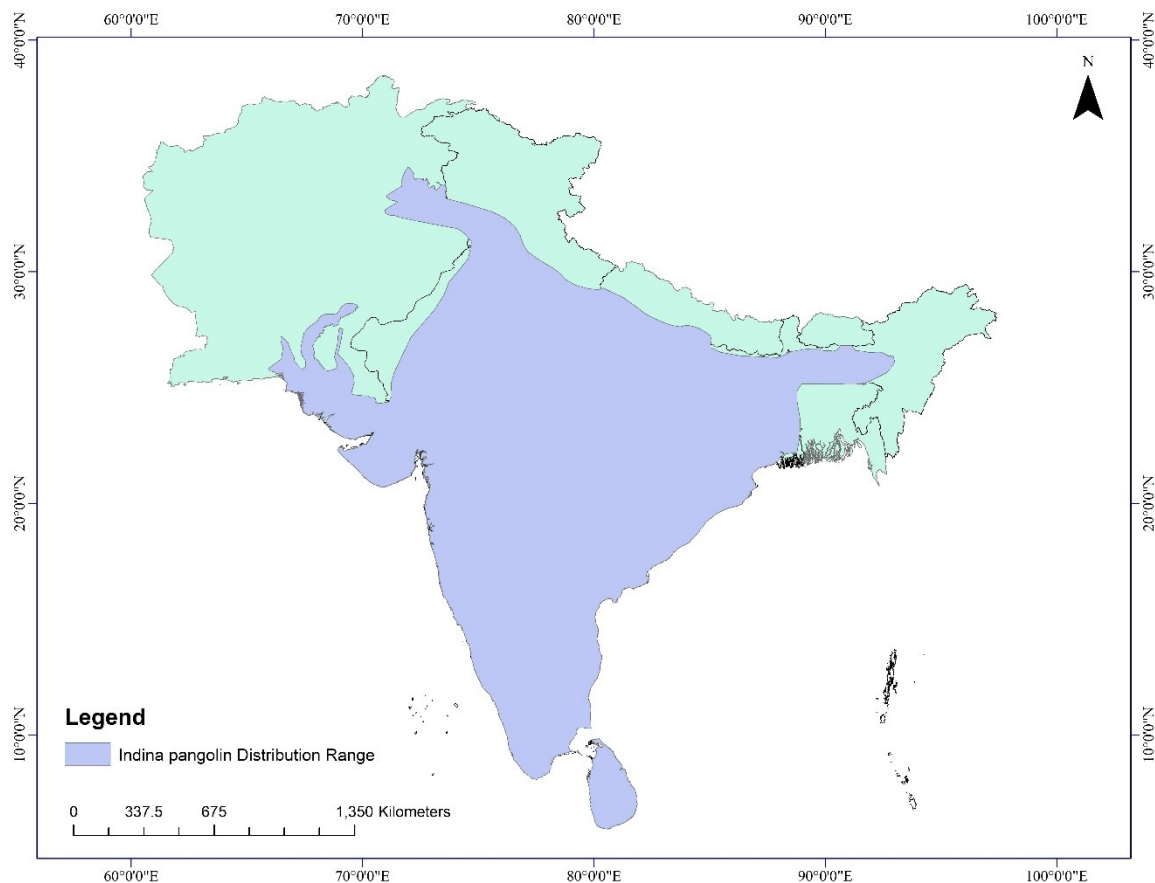 60°0'0"E 70°0'0"E 80°0'0"E 90°0'0"E 100°0'0"E
40°0'0"N 40°0'0"N
N
30°0'0"N 30°0'0"N
20°0'0"N 20°0'0"N
10°0'0"N 10°0'0"N
Legend
Indina pangolin Distribution Range
0 337.5 675 1,350 Kilometers
60°0'0"E 70°0'0"E 80°0'0"E 90°0'0"E 100°0'0"E